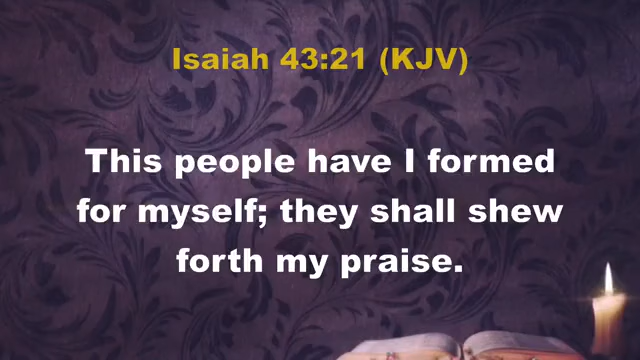 Isaiah 43:21 (KJV)
This people have I formed
for myself; they shall shew
forth my praise.